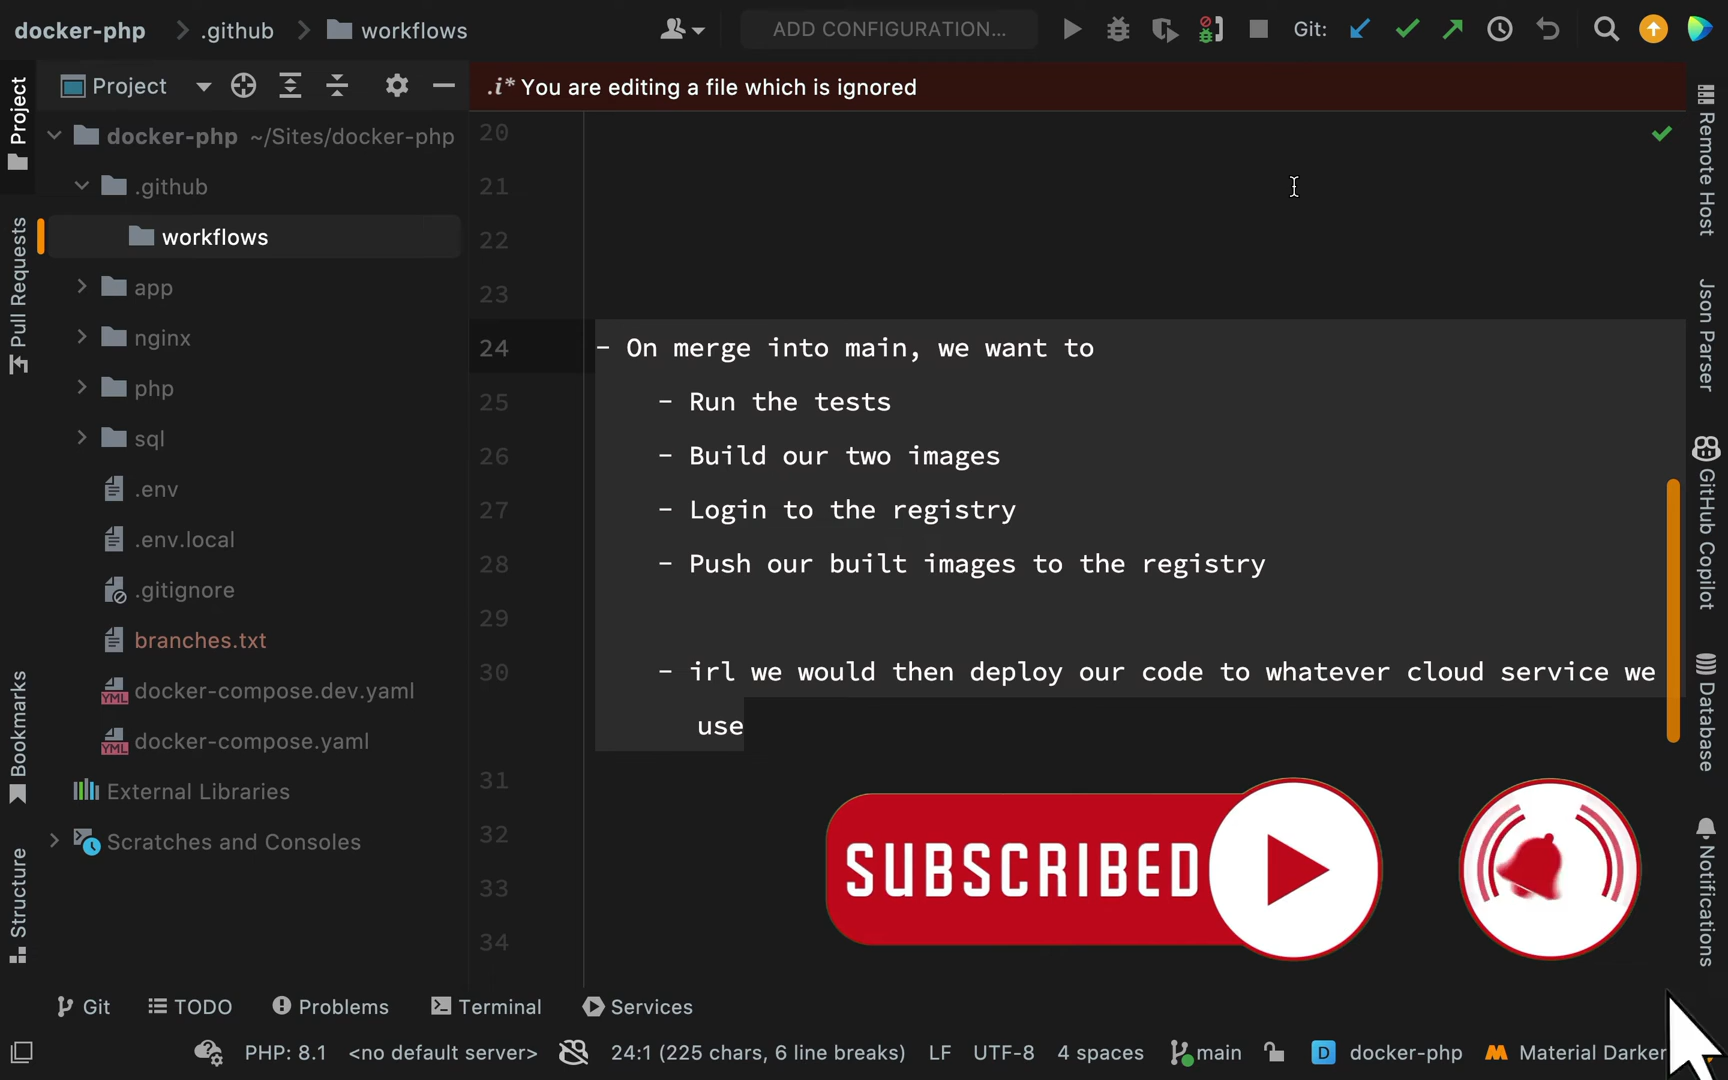 docker-php .github workflows ADD CONFIGURATION... Git:
Project
.i* You are editing a file which is ignored
docker-php ~/Sites/docker-php
.github
workflows
app
nginx
php
sql
.env
.env.local
.gitignore
branches.txt
docker-compose.dev.yaml
docker-compose.yaml
External Libraries
Scratches and Consoles
20
21
22
23
24 - On merge into main, we want to
25 - Run the tests
26 - Build our two images
27 - Login to the registry
28 - Push our built images to the registry
29
30 - irl we would then deploy our code to whatever cloud service we
use
31
32
33
34
SUBSCRIBED
Project
Pull Requests
Bookmarks
Structure
Remote Host
Json Parser
GitHub Copilot
Database
Notifications
Git TODO Problems Terminal Services
PHP: 8.1 <no default server> 24:1 (225 chars, 6 line breaks) LF UTF-8 4 spaces main D docker-php Material Darker